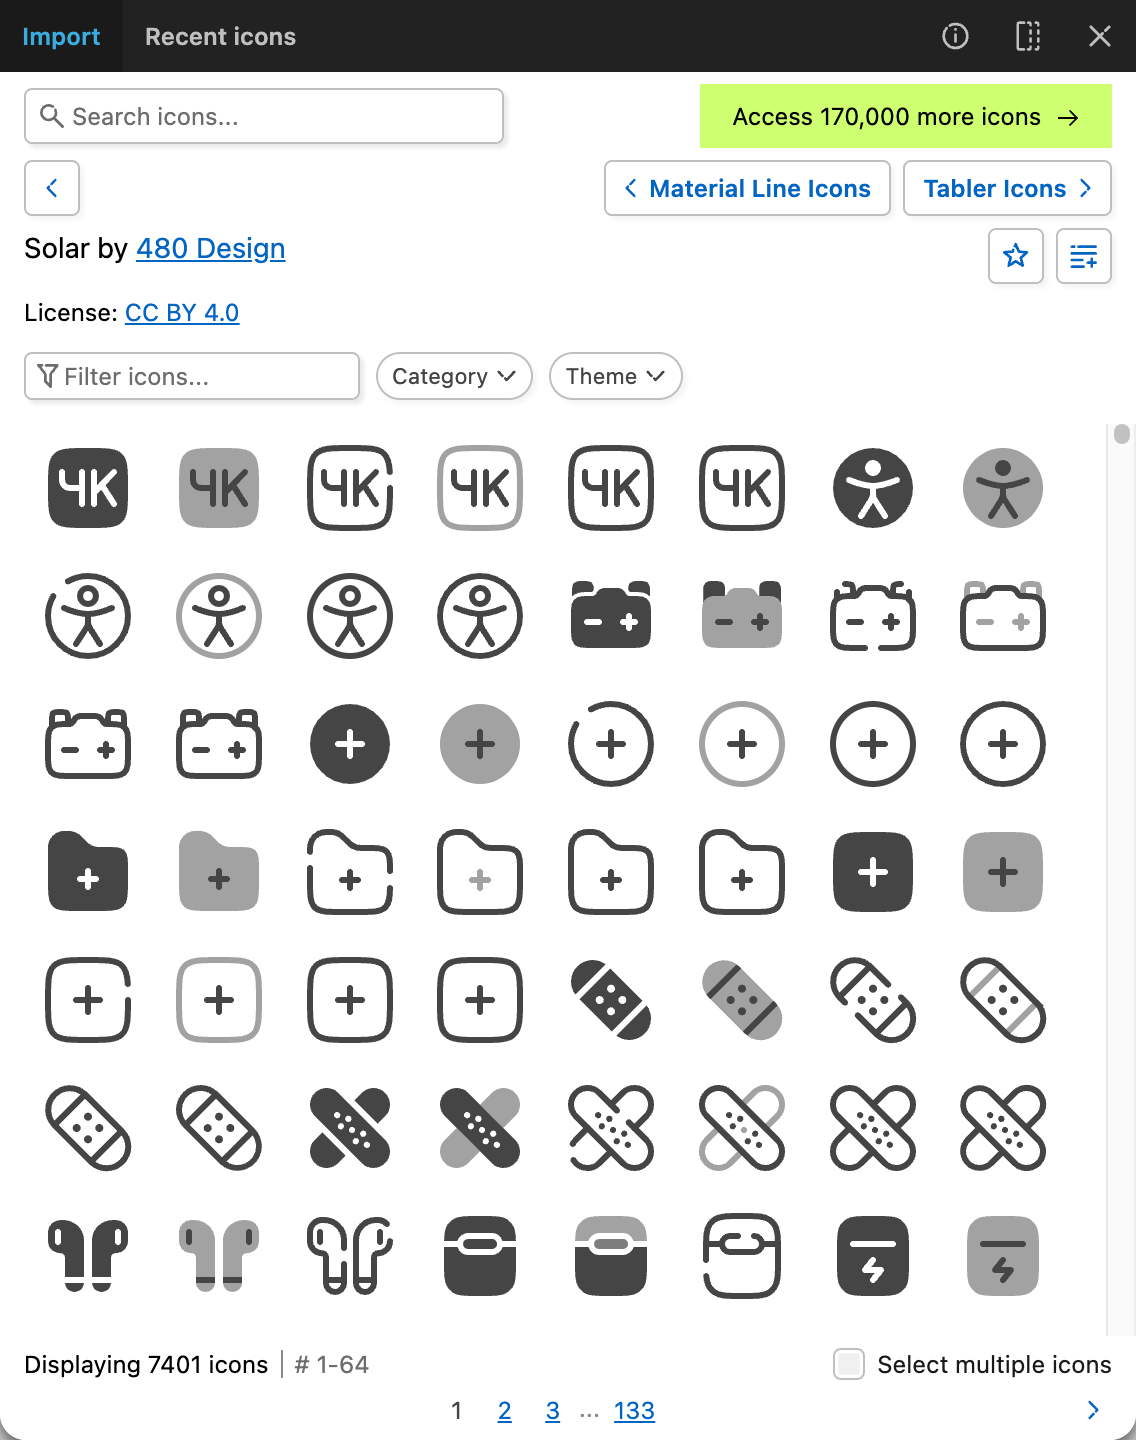 Import
Recent icons
Search icons...
Access 170,000 more icons →
Material Line Icons
Tabler Icons
Solar by 480 Design
License: CC BY 4.0
Filter icons...
Category
Theme
4K 4K 4K 4K 4K 4K
Displaying 7401 icons
# 1-64
Select multiple icons
1 2 3 ... 133